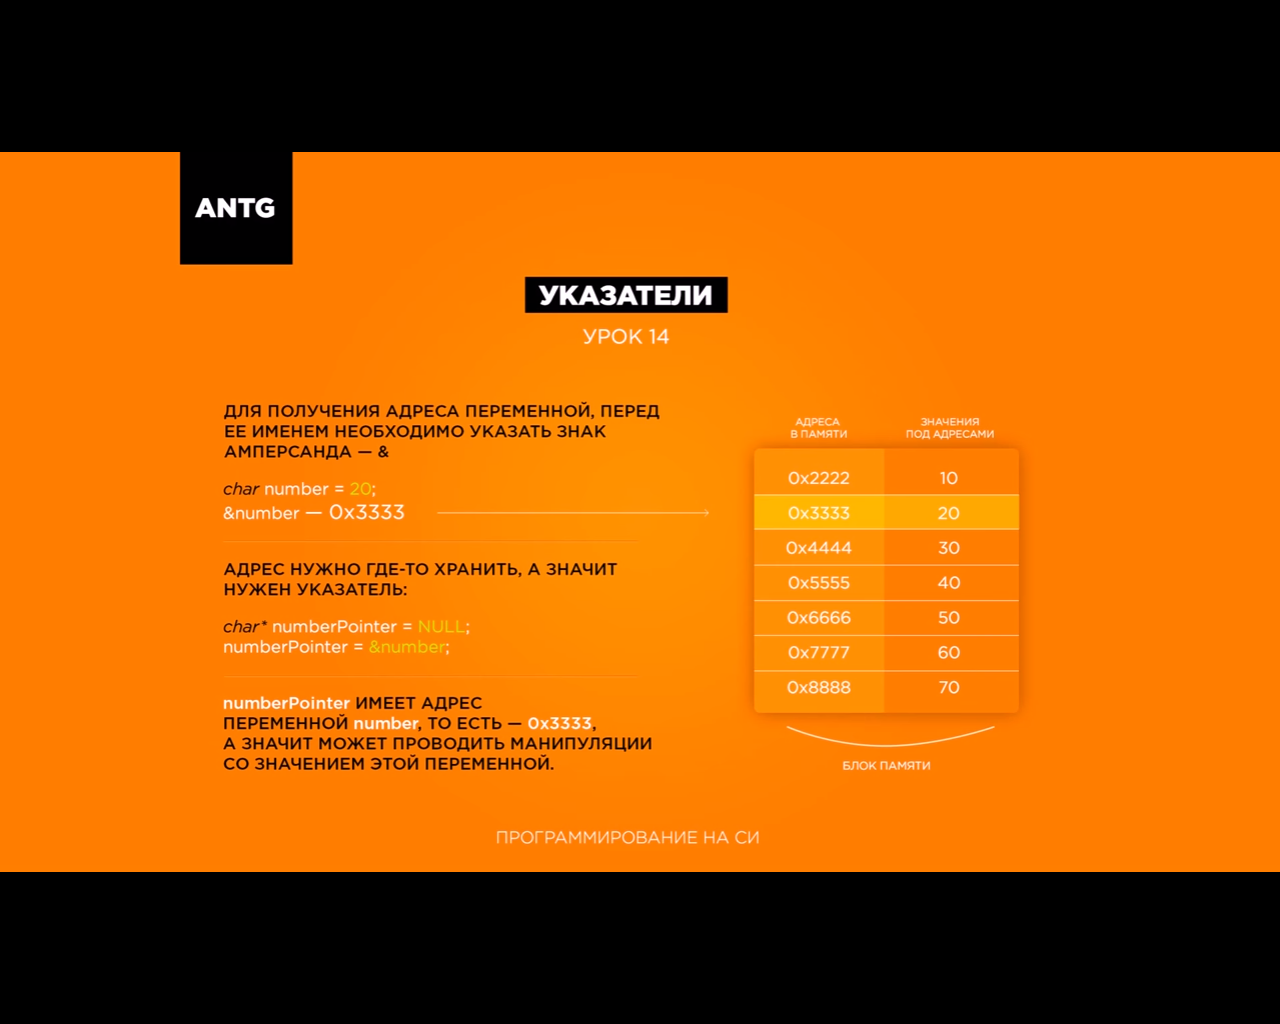 ANTG
УКАЗАТЕЛИ
УРОК 14
ДЛЯ ПОЛУЧЕНИЯ АДРЕСА ПЕРЕМЕННОЙ, ПЕРЕД
ЕЕ ИМЕНЕМ НЕОБХОДИМО УКАЗАТЬ ЗНАК
АМПЕРСАНДА — &
char number = 20;
&number — 0x3333
АДРЕС НУЖНО ГДЕ-ТО ХРАНИТЬ, А ЗНАЧИТ
НУЖЕН УКАЗАТЕЛЬ:
char* numberPointer = NULL;
numberPointer = &number;
numberPointer ИМЕЕТ АДРЕС
ПЕРЕМЕННОЙ number, ТО ЕСТЬ — 0x3333,
А ЗНАЧИТ МОЖЕТ ПРОВОДИТЬ МАНИПУЛЯЦИИ
СО ЗНАЧЕНИЕМ ЭТОЙ ПЕРЕМЕННОЙ.
АДРЕСА
В ПАМЯТИ
ЗНАЧЕНИЯ
ПОД АДРЕСАМИ
0x2222 10
0x3333 20
0x4444 30
0x5555 40
0x6666 50
0x7777 60
0x8888 70
БЛОК ПАМЯТИ
ПРОГРАММИРОВАНИЕ НА СИ